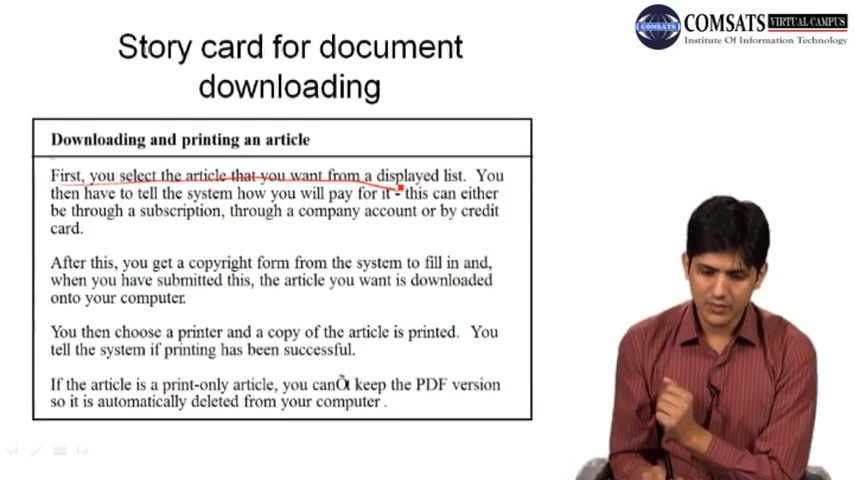 COMSATS VIRTUAL CAMPUS
COMSATS
Institute Of Information Technology
Story card for document
downloading
Downloading and printing an article
First, you select the article that you want from a displayed list. You
then have to tell the system how you will pay for it - this can either
be through a subscription, through a company account or by credit
card.
After this, you get a copyright form from the system to fill in and,
when you have submitted this, the article you want is downloaded
onto your computer.
You then choose a printer and a copy of the article is printed. You
tell the system if printing has been successful.
If the article is a print-only article, you canÕt keep the PDF version
so it is automatically deleted from your computer .